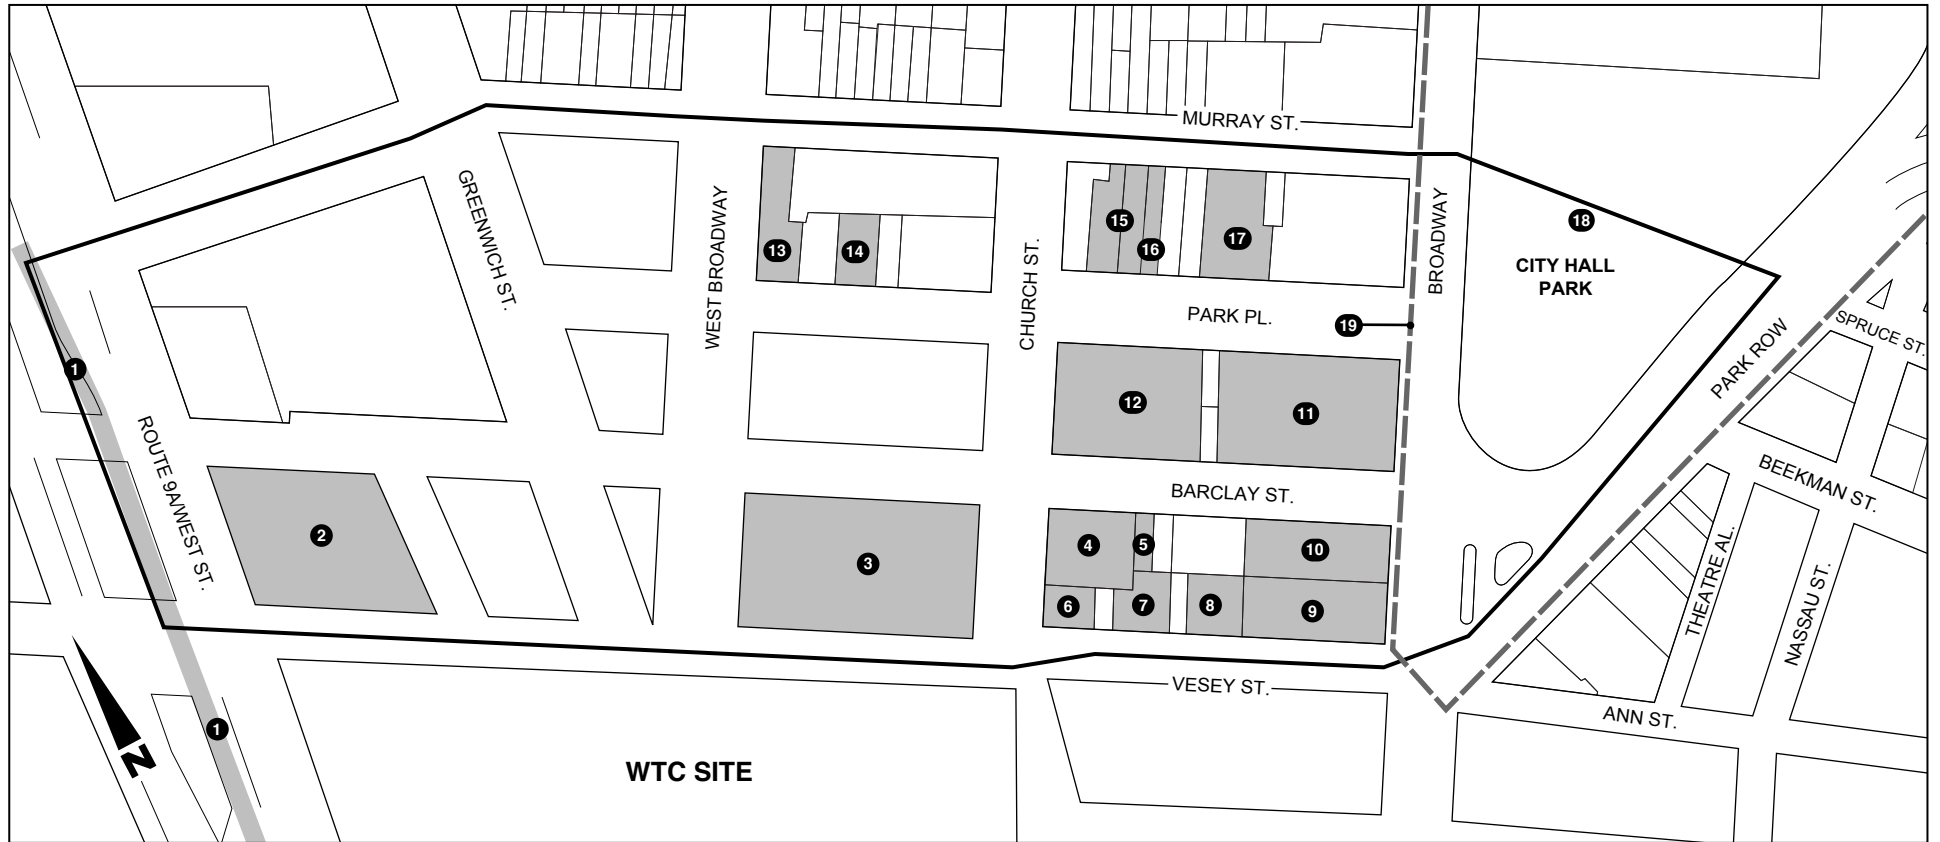 MURRAY ST.
GREENWICH ST.
WEST BROADWAY
CHURCH ST.
BROADWAY
13
14
15
16
17
18
CITY HALL
PARK
PARK PL.
19
PARK ROW
SPRUCE ST.
1
12
11
ROUTE 9A/WEST ST.
BEEKMAN ST.
BARCLAY ST.
2
3
4
5
10
6
7
8
9
THEATRE AL.
NASSAU ST.
VESEY ST.
ANN ST.
1
N
WTC SITE